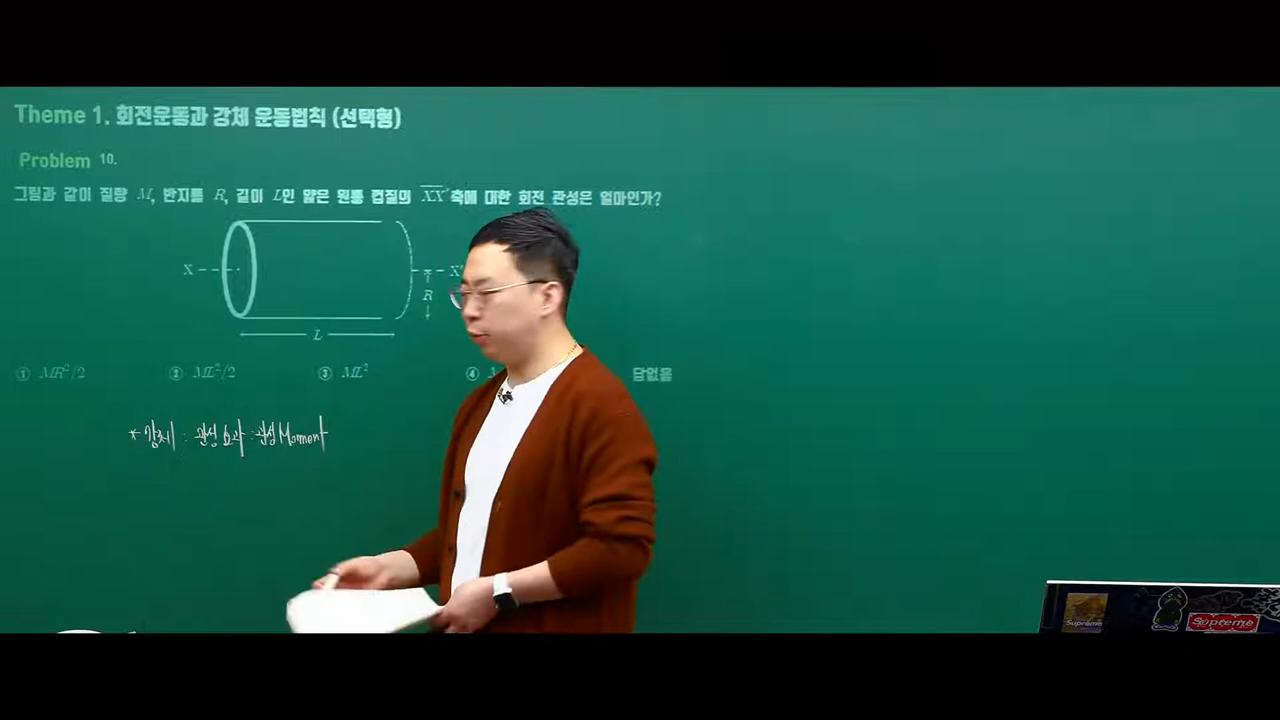 Theme 1. 회전운동과 강체 운동법칙 (선택형)
Problem 10.
그림과 같이 질량 M, 반지름 R, 길이 L인 얇은 원통 껍질의 XX' 축에 대한 회전 관성은 얼마인가?
X
X'
R
L
① MR²/2 ② ML²/2 ③ ML² ④ 답없음
* 강체 : 관성 효과 : 관성 Moment
Supreme
Supreme